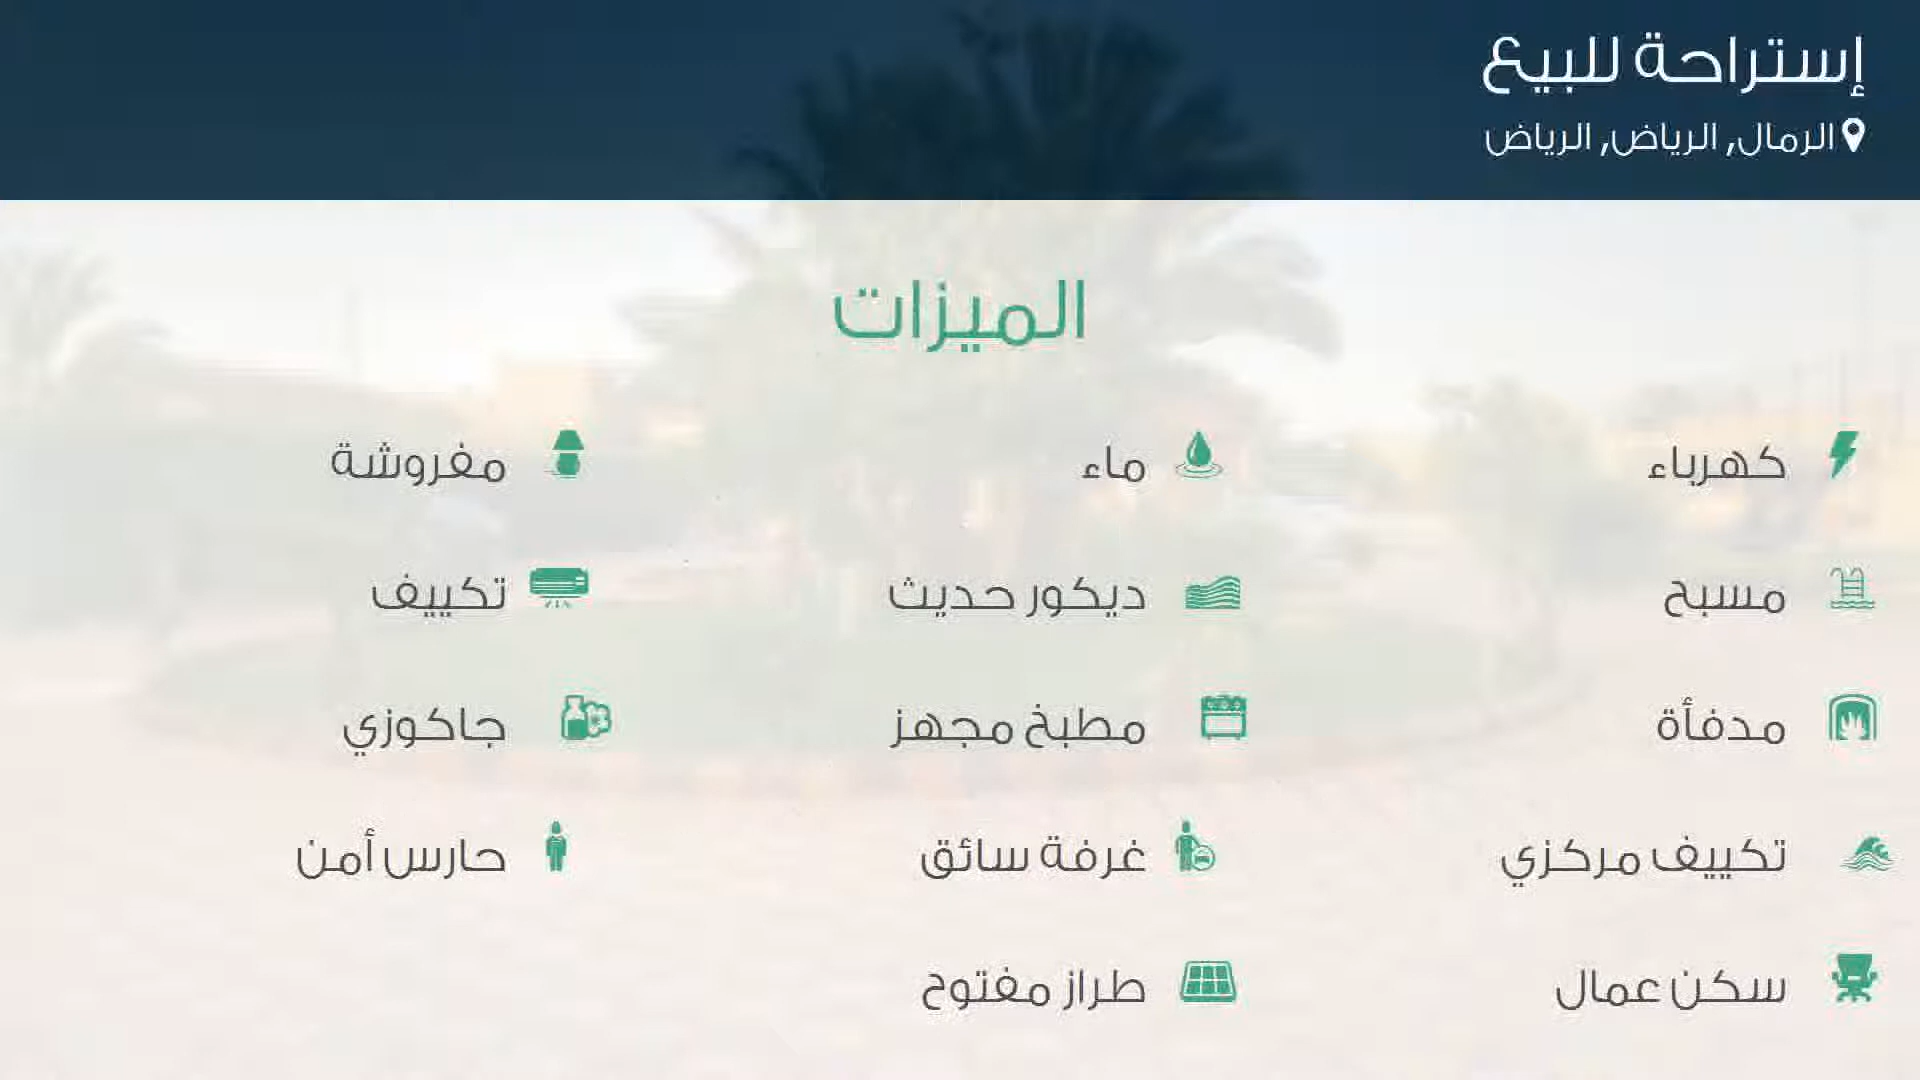 إستراحة للبيع
الرمال, الرياض, الرياض
الميزات
كهرباء
ماء
مفروشة
مسبح
ديكور حديث
تكييف
مدفأة
مطبخ مجهز
جاكوزي
تكييف مركزي
غرفة سائق
حارس أمن
سكن عمال
طراز مفتوح